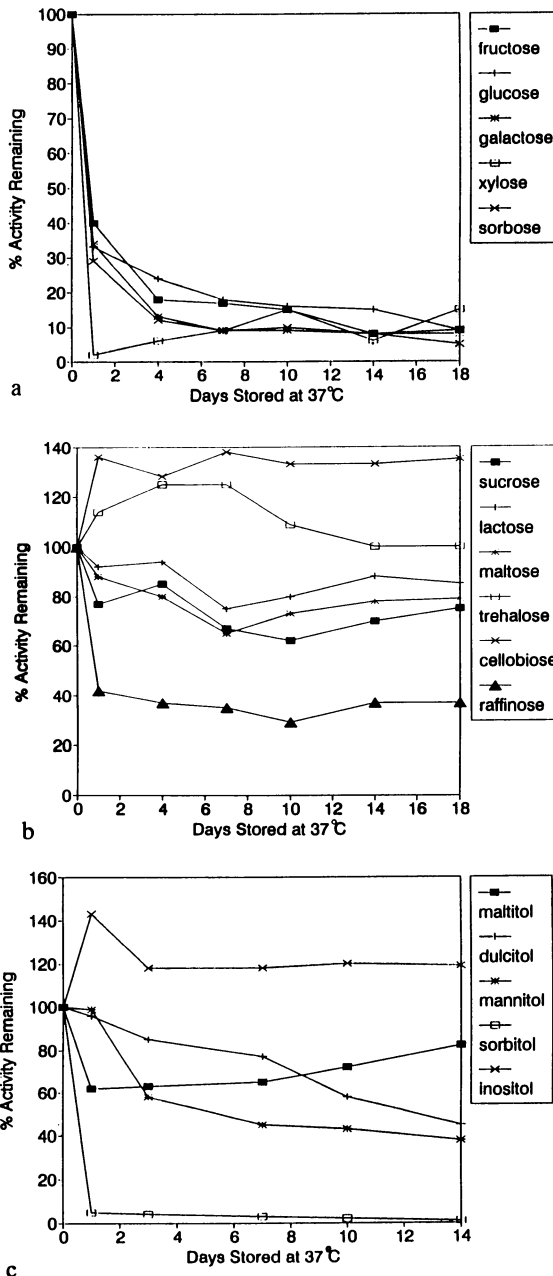 100
90
80
70
60
50
40
30
20
10
0
% Activity Remaining
0 2 4 6 8 10 12 14 16 18
Days Stored at 37°C
fructose
glucose
galactose
xylose
sorbose
a
140
120
100
80
60
40
20
0
% Activity Remaining
0 2 4 6 8 10 12 14 16 18
Days Stored at 37°C
sucrose
lactose
maltose
trehalose
cellobiose
raffinose
b
160
140
120
100
80
60
40
20
0
% Activity Remaining
0 2 4 6 8 10 12 14
Days Stored at 37°C
maltitol
dulcitol
mannitol
sorbitol
inositol
c